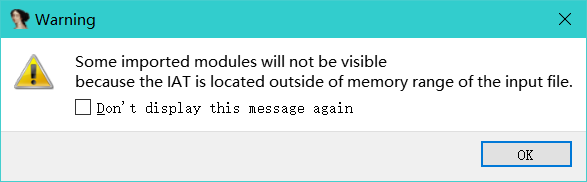 Warning
Some imported modules will not be visible
because the IAT is located outside of memory range of the input file.
Don't display this message again
OK